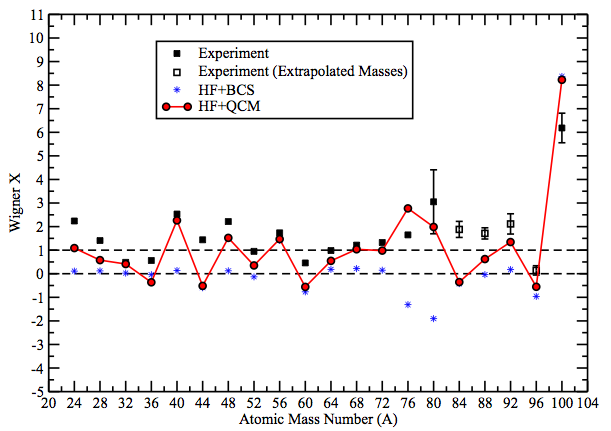 11
10
9
8
7
6
5
4
3
2
1
0
-1
-2
-3
-4
-5
Wigner X
Experiment
Experiment (Extrapolated Masses)
HF+BCS
HF+QCM
20 24 28 32 36 40 44 48 52 56 60 64 68 72 76 80 84 88 92 96 100 104
Atomic Mass Number (A)